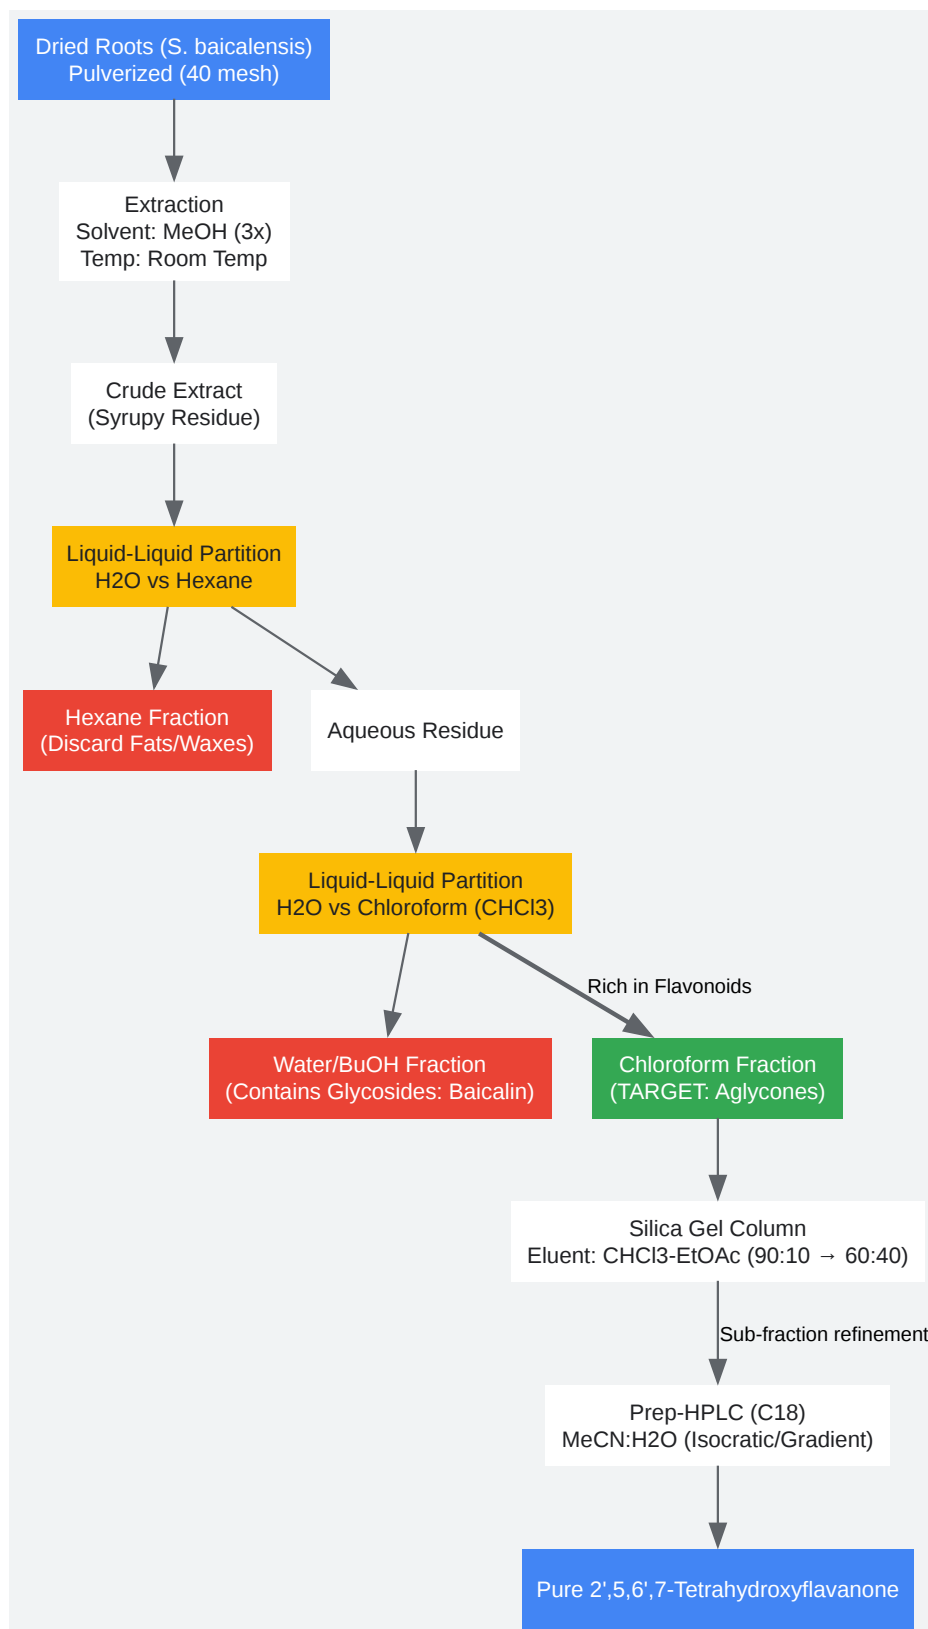 Dried Roots (S. baicalensis)
Pulverized (40 mesh)
Extraction
Solvent: MeOH (3x)
Temp: Room Temp
Crude Extract
(Syrupy Residue)
Liquid-Liquid Partition
H2O vs Hexane
Hexane Fraction
(Discard Fats/Waxes)
Aqueous Residue
Liquid-Liquid Partition
H2O vs Chloroform (CHCl3)
Rich in Flavonoids
Water/BuOH Fraction
(Contains Glycosides: Baicalin)
Chloroform Fraction
(TARGET: Aglycones)
Silica Gel Column
Eluent: CHCl3-EtOAc (90:10 → 60:40)
Sub-fraction refinement
Prep-HPLC (C18)
MeCN:H2O (Isocratic/Gradient)
Pure 2',5,6',7-Tetrahydroxyflavanone